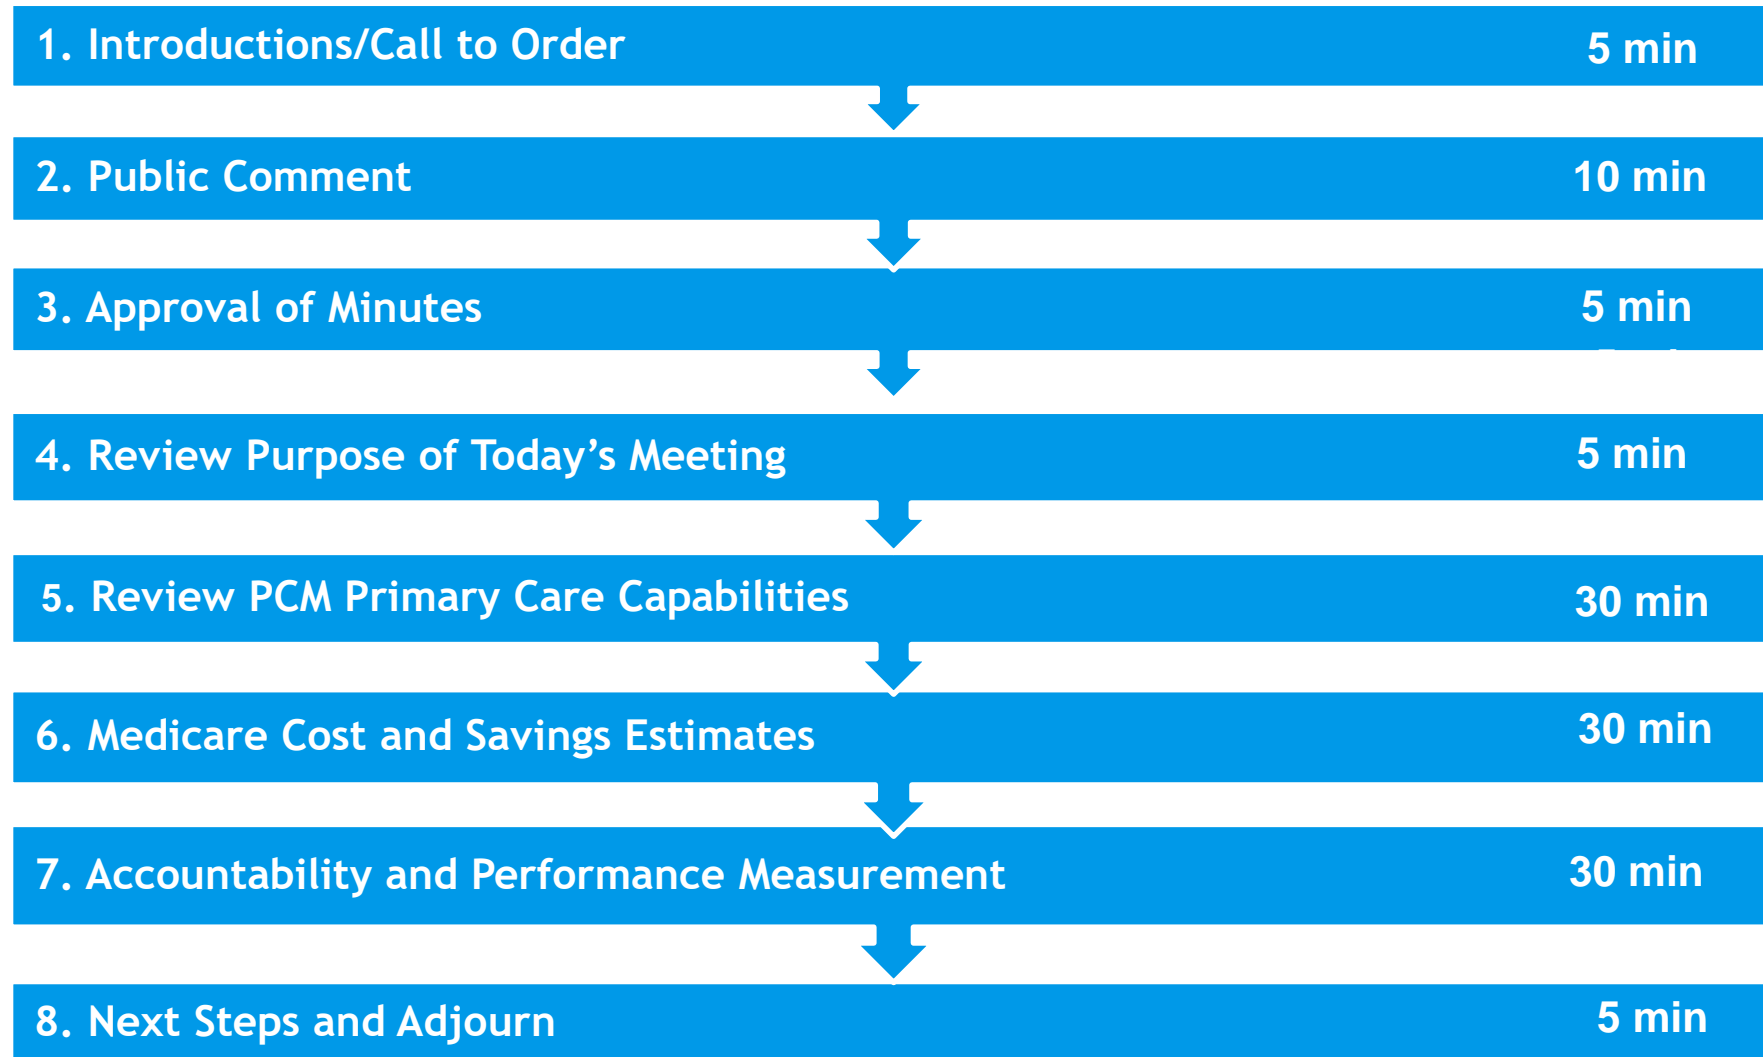 1. Introductions/Call to Order 5 min
2. Public Comment 10 min
3. Approval of Minutes 5 min
4. Review Purpose of Today’s Meeting 5 min
5. Review PCM Primary Care Capabilities 30 min
6. Medicare Cost and Savings Estimates 30 min
7. Accountability and Performance Measurement 30 min
8. Next Steps and Adjourn 5 min